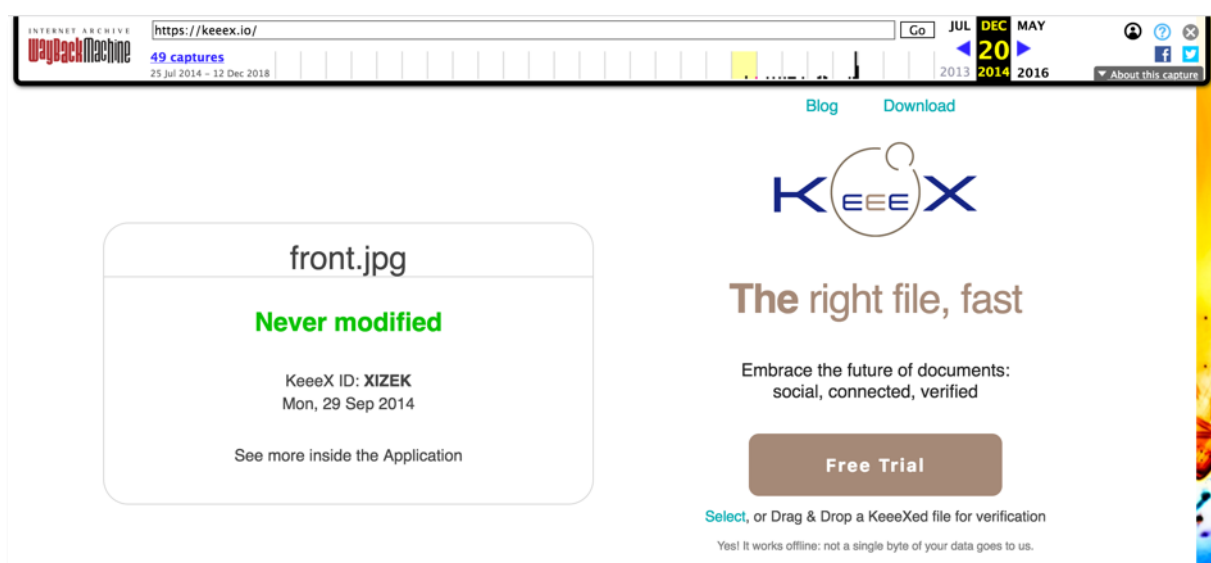 INTERNET ARCHIVE
WayBackMachine
https://keeex.io/
Go
JUL DEC MAY
49 captures
20
25 Jul 2014 – 12 Dec 2018
2013 2014 2016
About this capture
Blog Download
KEEEX
front.jpg
The right file, fast
Never modified
Embrace the future of documents:
social, connected, verified
KeeeX ID: XIZEK
Mon, 29 Sep 2014
See more inside the Application
Free Trial
Select, or Drag & Drop a KeeeXed file for verification
Yes! It works offline: not a single byte of your data goes to us.